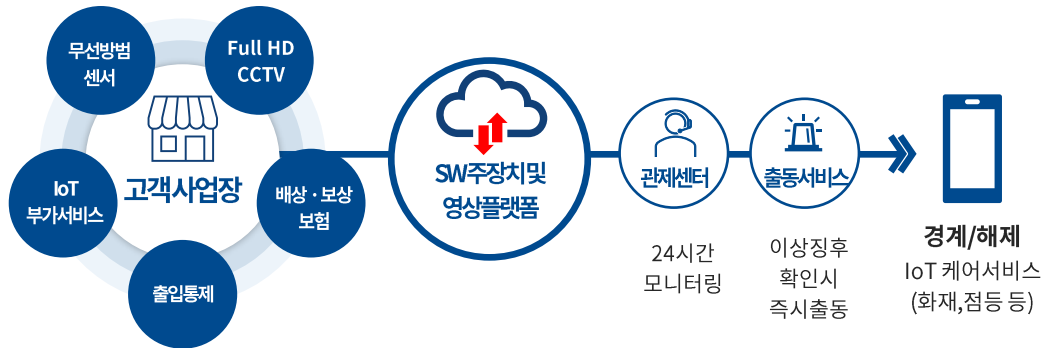 무선방범
센서
Full HD
CCTV
고객사업장
IoT
부가서비스
배상·보상
보험
출입통제
SW주장치 및
영상플랫폼
관제센터
24시간
모니터링
출동서비스
이상징후
확인시
즉시출동
경계/해제
IoT 케어서비스
(화재,점등 등)